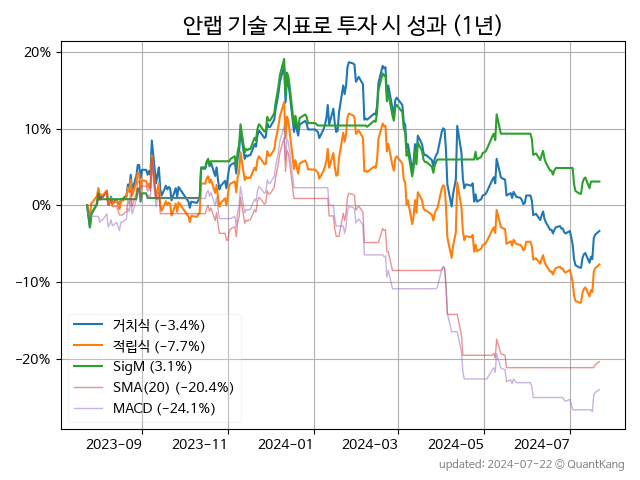 안랩 기술 지표로 투자 시 성과 (1년)
20%
10%
0%
−10%
−20%
거치식 (−3.4%)
적립식 (−7.7%)
SigM (3.1%)
SMA(20) (−20.4%)
MACD (−24.1%)
2023-09 2023-11 2024-01 2024-03 2024-05 2024-07
updated: 2024-07-22 © QuantKang